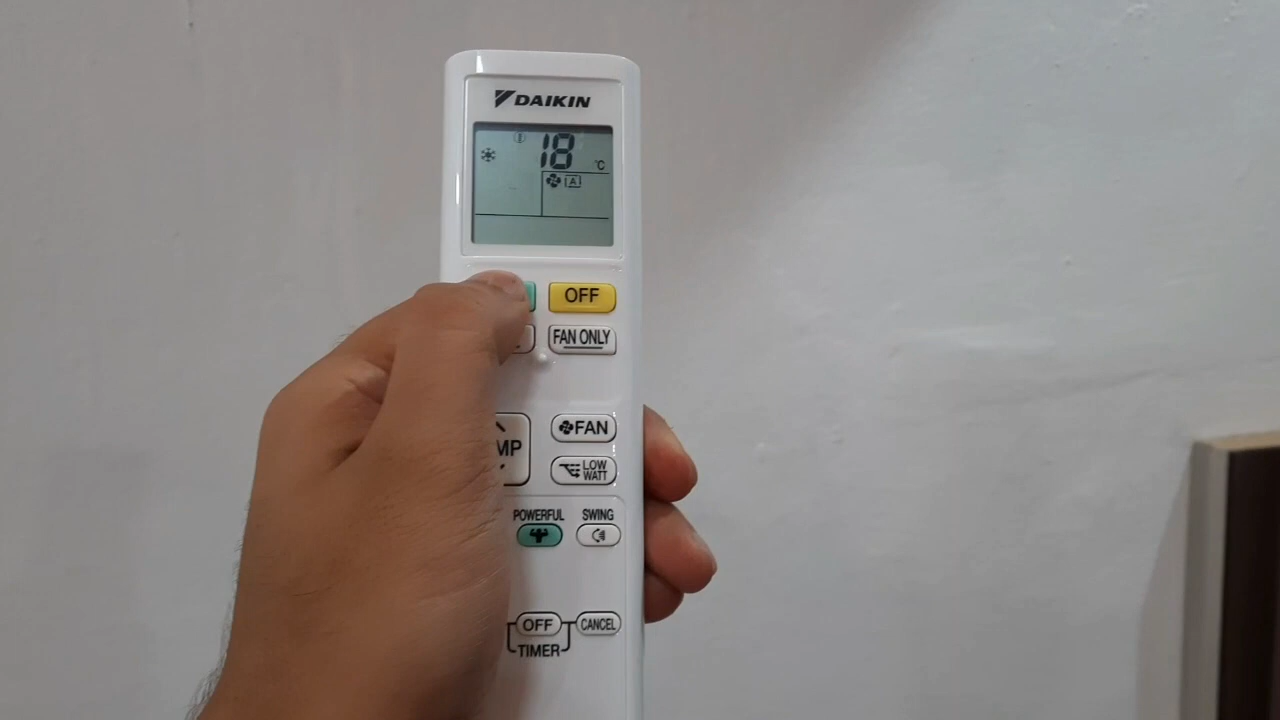 DAIKIN
18 °C
A
OFF
FAN ONLY
FAN
LOW
WATT
POWERFUL SWING
OFF CANCEL
TIMER